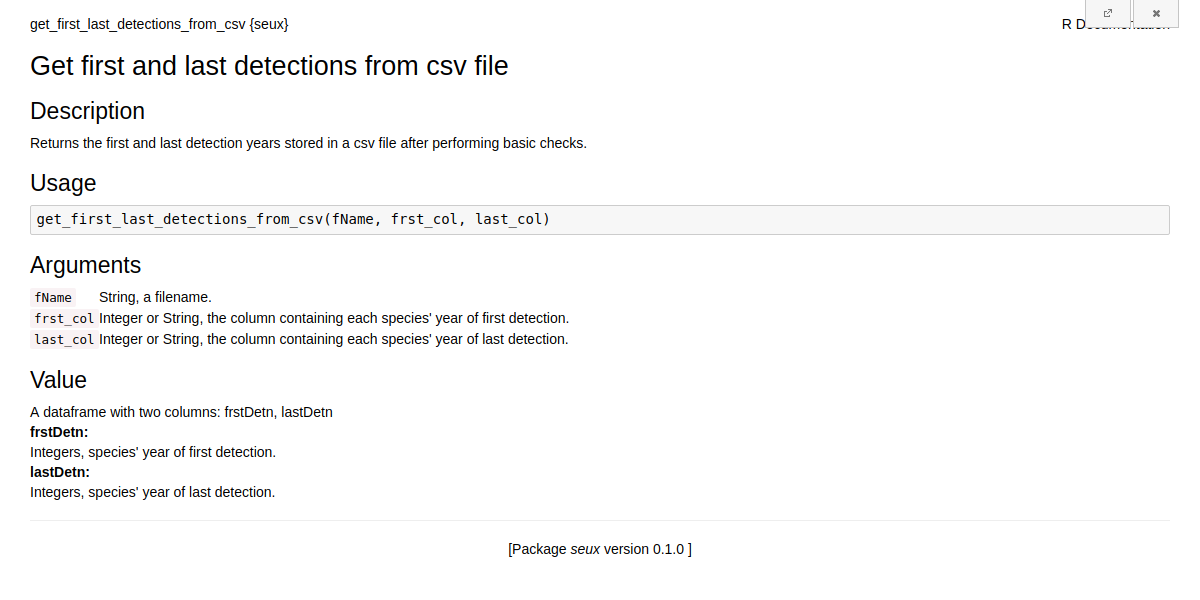 get_first_last_detections_from_csv {seux}
R
Get first and last detections from csv file
Description
Returns the first and last detection years stored in a csv file after performing basic checks.
Usage
get_first_last_detections_from_csv(fName, frst_col, last_col)
Arguments
fName String, a filename.
frst_col Integer or String, the column containing each species' year of first detection.
last_col Integer or String, the column containing each species' year of last detection.
Value
A dataframe with two columns: frstDetn, lastDetn
frstDetn:
Integers, species' year of first detection.
lastDetn:
Integers, species' year of last detection.
[Package seux version 0.1.0 ]